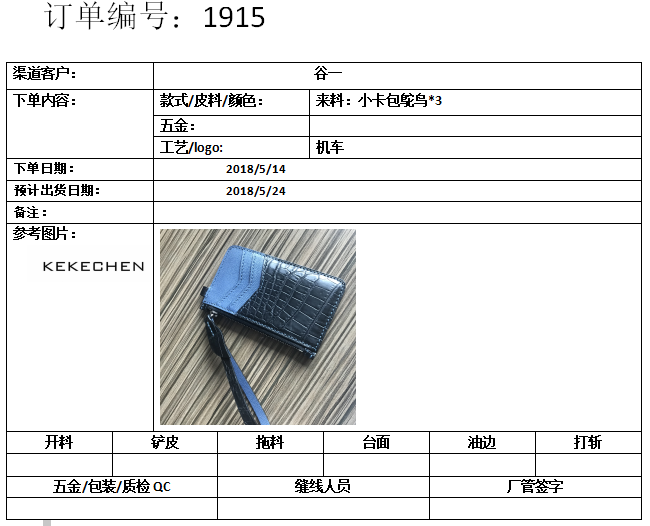 订单编号：1915
渠道客户： 谷一
下单内容： 款式/皮料/颜色： 来料：小卡包鸵鸟*3
五金：
工艺/logo: 机车
下单日期： 2018/5/14
预计出货日期： 2018/5/24
备注：
参考图片：
KEKECHEN
开料 铲皮 拖料 台面 油边 打斩
五金/包装/质检 QC 缝线人员 厂管签字